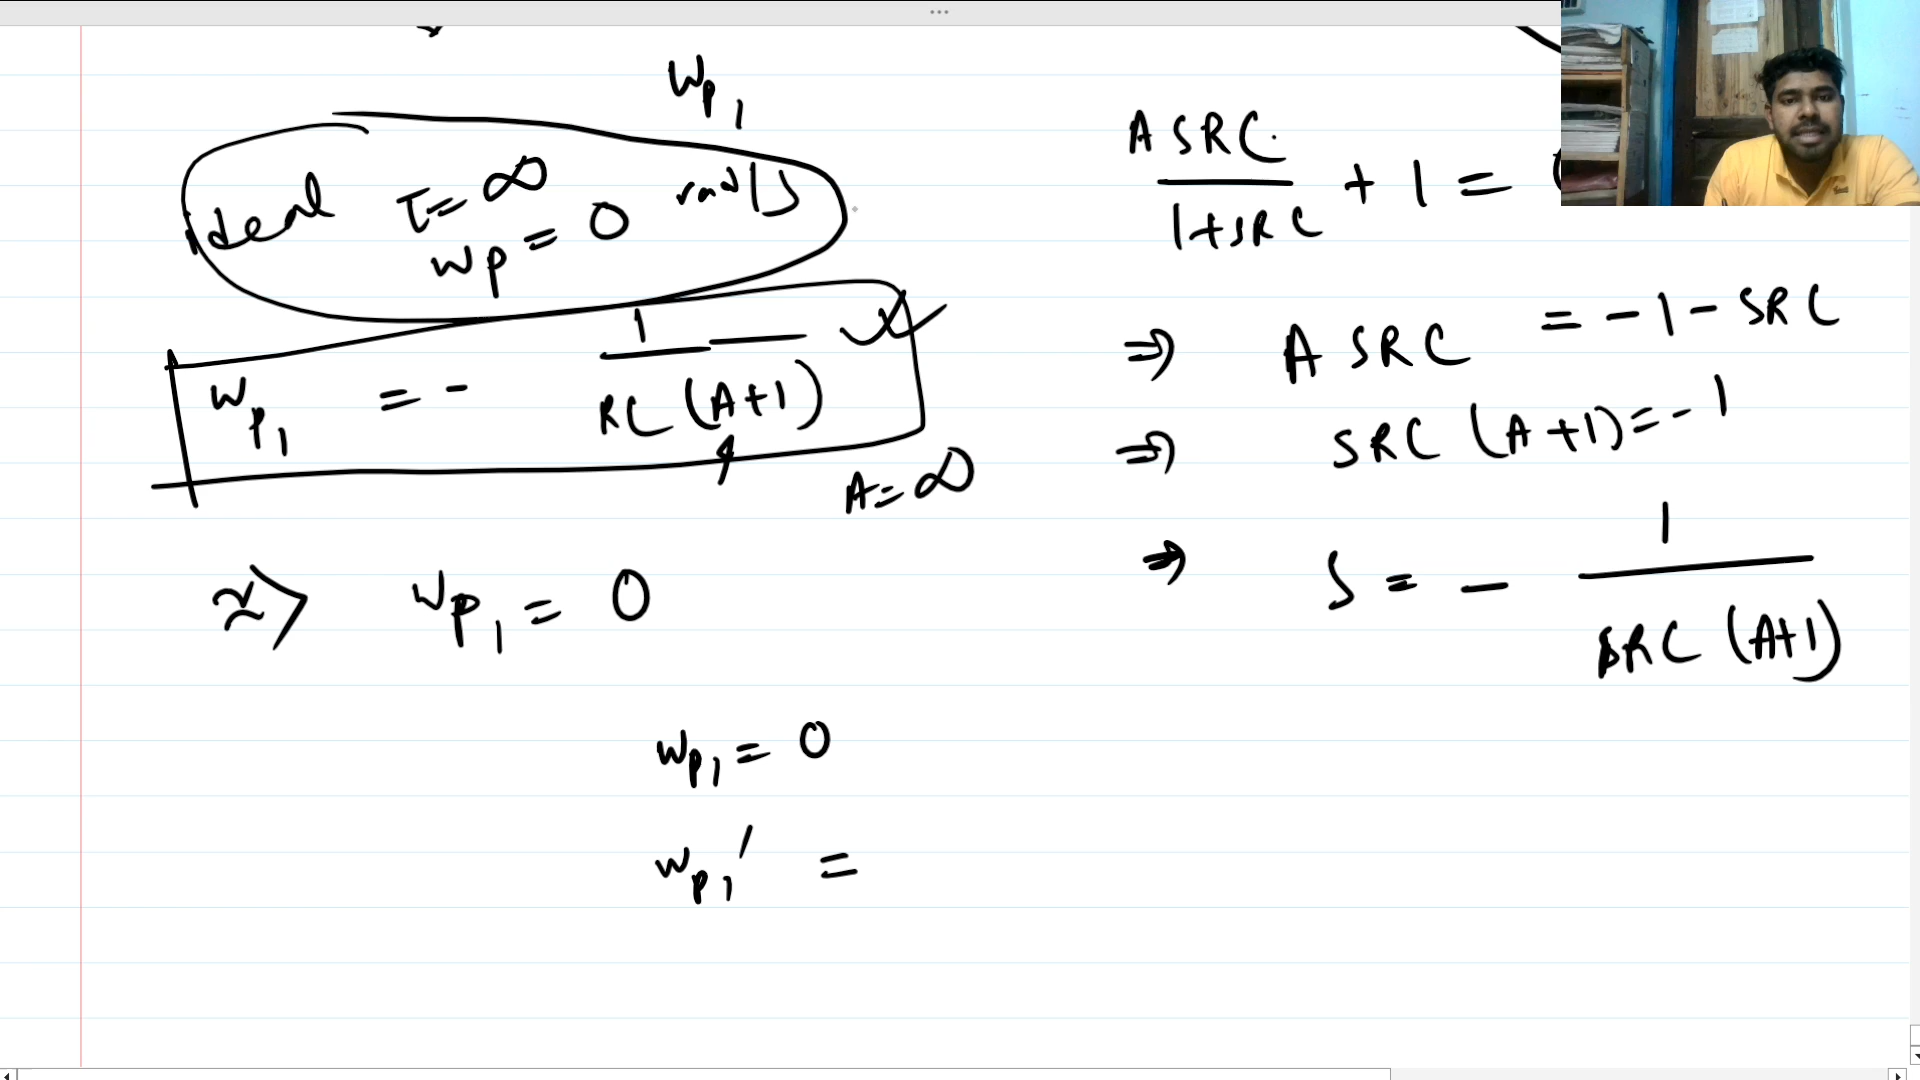 Wp1
ideal τ=∞ rad/s
wp = 0
wp1 = - 1 / RC (A+1)
A=∞
≈> wp1 = 0
wp1 = 0
wp1' =
ASRC / 1+SRC + 1 =
⇒ ASRC = -1-SRC
⇒ SRC (A+1)=-1
⇒ S = - 1 / RC (A+1)